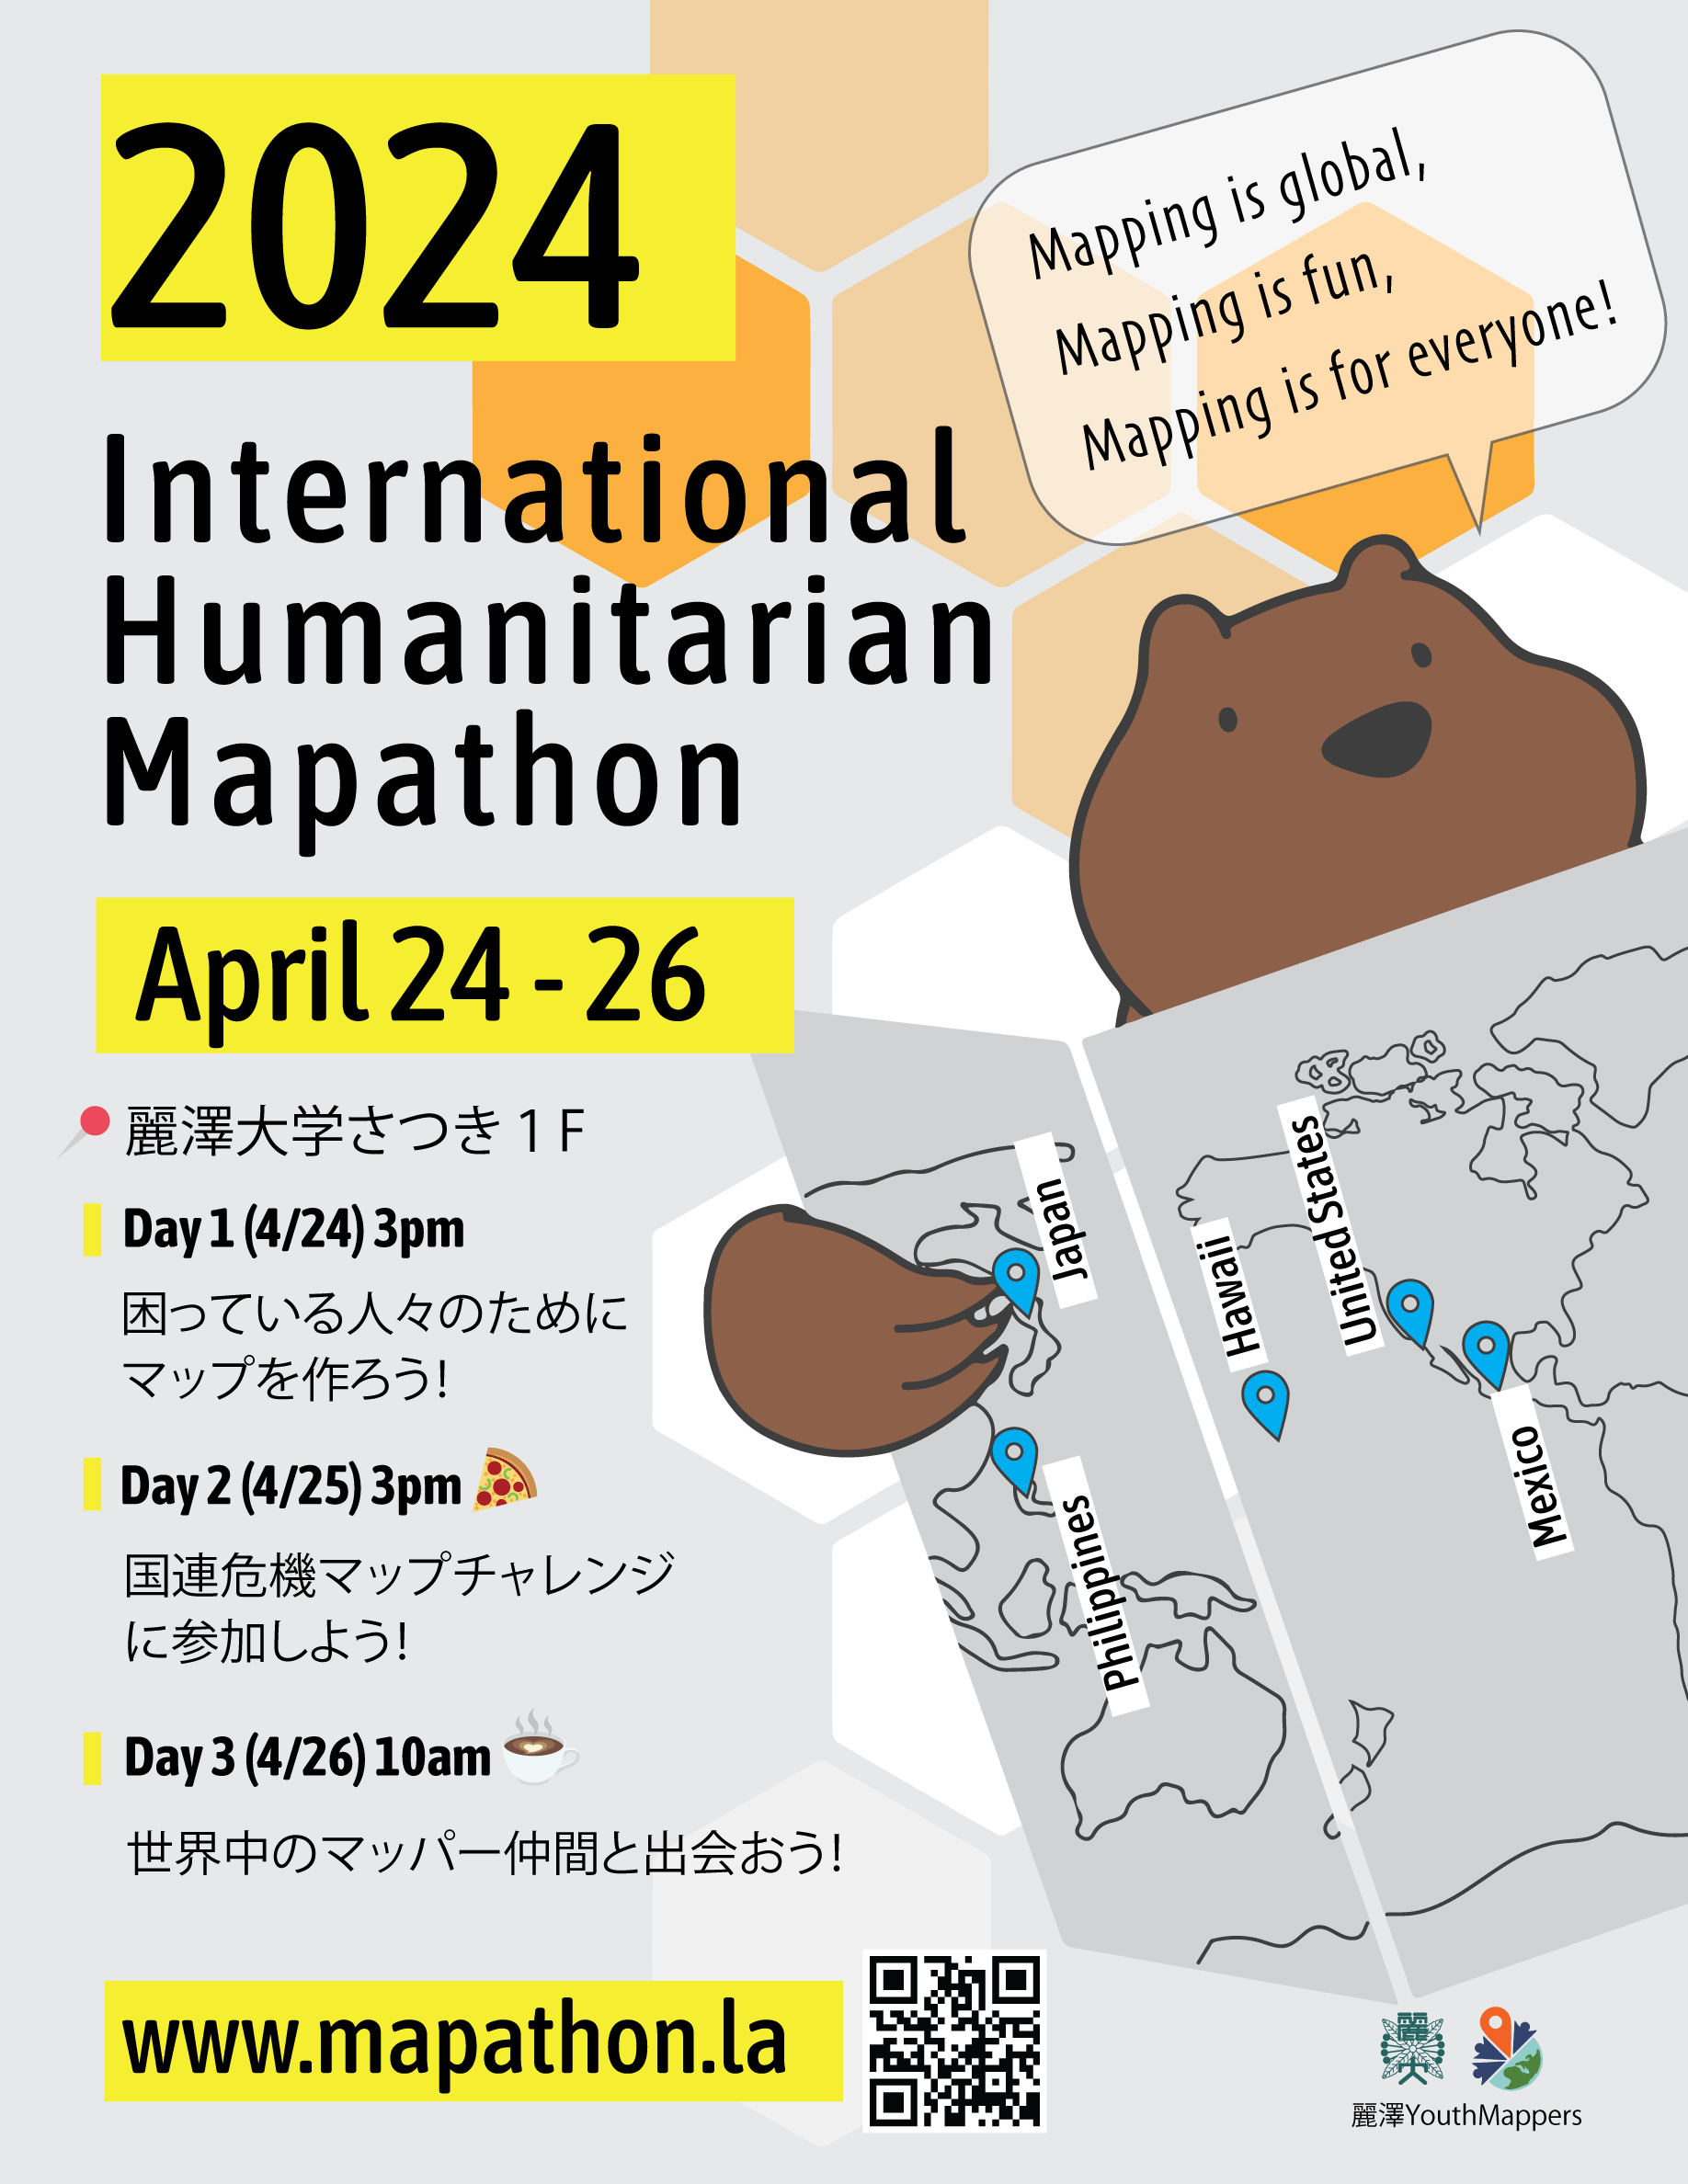 2024
International
Humanitarian
Mapathon
April 24 - 26
麗澤大学さつき 1 F
Day 1 (4/24) 3pm
困っている人々のために
マップを作ろう!
Day 2 (4/25) 3pm
国連危機マップチャレンジ
に参加しよう!
Day 3 (4/26) 10am
世界中のマッパー仲間と出会おう!
www.mapathon.la
Mapping is global,
Mapping is fun,
Mapping is for everyone!
Japan
Hawaii
United States
Mexico
Philippines
麗澤YouthMappers